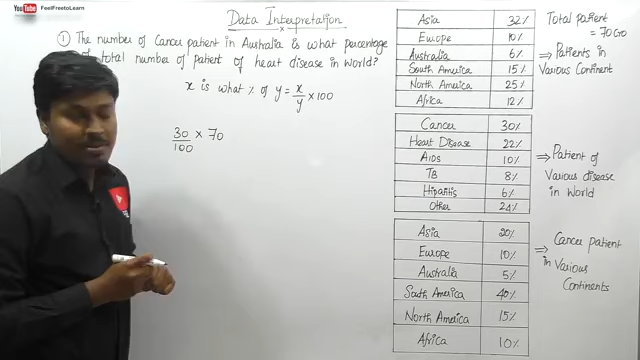 YouTube FeelFreetoLearn
Data Interpretation
① The number of Cancer patient in Australia is what percentage
of total number of patient of heart disease in World?
x is what % of y = x/y × 100
30/100 × 70
Asia 32%
Europe 10%
Australia 6%
South America 15%
North America 25%
Africa 12%
Total patient
= 7060
⇒ Patients in
Various Continent
Cancer 30%
Heart Disease 22%
AIDS 10%
TB 8%
Hipatitis 6%
Other 24%
⇒ Patient of
Various disease
in World
Asia 20%
Europe 10%
Australia 5%
South America 40%
North America 15%
Africa 10%
⇒ Cancer patient
in Various
Continents